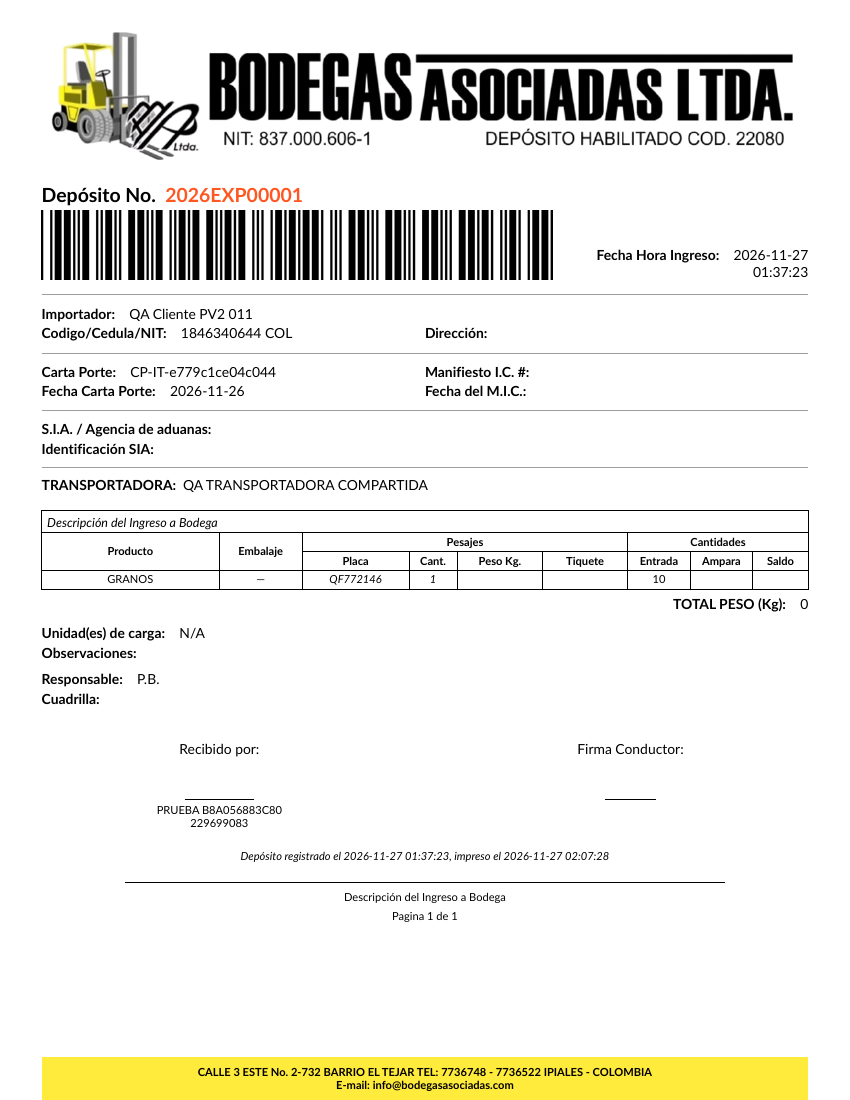 BODEGAS ASOCIADAS LTDA.
Ltda.
NIT: 837.000.606-1 DEPÓSITO HABILITADO COD. 22080
Depósito No. 2026EXP00001
Fecha Hora Ingreso: 2026-11-27
01:37:23
Importador: QA Cliente PV2 011
Codigo/Cedula/NIT: 1846340644 COL Dirección:
Carta Porte: CP-IT-e779c1ce04c044 Manifiesto I.C. #:
Fecha Carta Porte: 2026-11-26 Fecha del M.I.C.:
S.I.A. / Agencia de aduanas:
Identificación SIA:
TRANSPORTADORA: QA TRANSPORTADORA COMPARTIDA
Descripción del Ingreso a Bodega
Producto Embalaje Pesajes Cantidades
Placa Cant. Peso Kg. Tiquete Entrada Ampara Saldo
GRANOS — QF772146 1 10
TOTAL PESO (Kg): 0
Unidad(es) de carga: N/A
Observaciones:
Responsable: P.B.
Cuadrilla:
Recibido por: Firma Conductor:
PRUEBA B8A056883C80
229699083
Depósito registrado el 2026-11-27 01:37:23, impreso el 2026-11-27 02:07:28
Descripción del Ingreso a Bodega
Pagina 1 de 1
CALLE 3 ESTE No. 2-732 BARRIO EL TEJAR TEL: 7736748 - 7736522 IPIALES - COLOMBIA
E-mail: info@bodegasasociadas.com